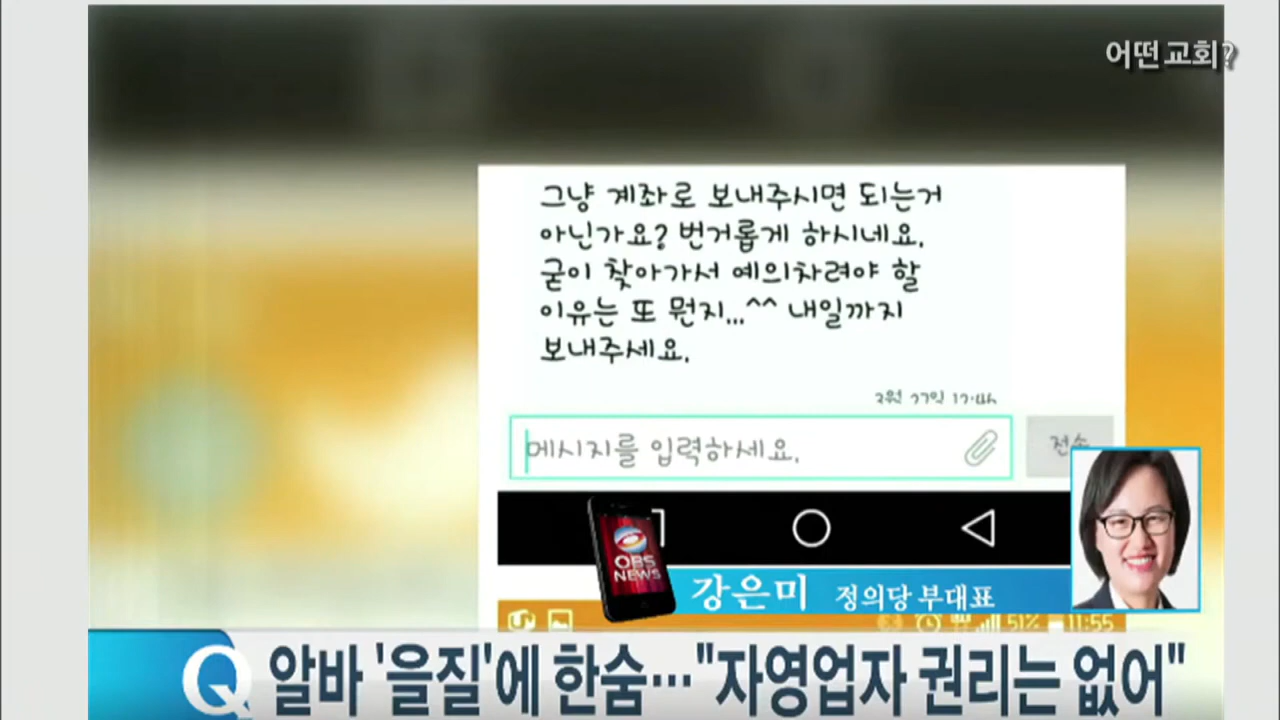 어떤교회?
그냥 계좌로 보내주시면 되는거
아닌가요? 번거롭게 하시네요.
굳이 찾아가서 예의차려야 할
이유는 또 뭔지...^^ 내일까지
보내주세요.
메시지를 입력하세요.
전송
OBS
NEWS
강은미 정의당 부대표
51% 11:55
Q 알바 '을질'에 한숨…"자영업자 권리는 없어"